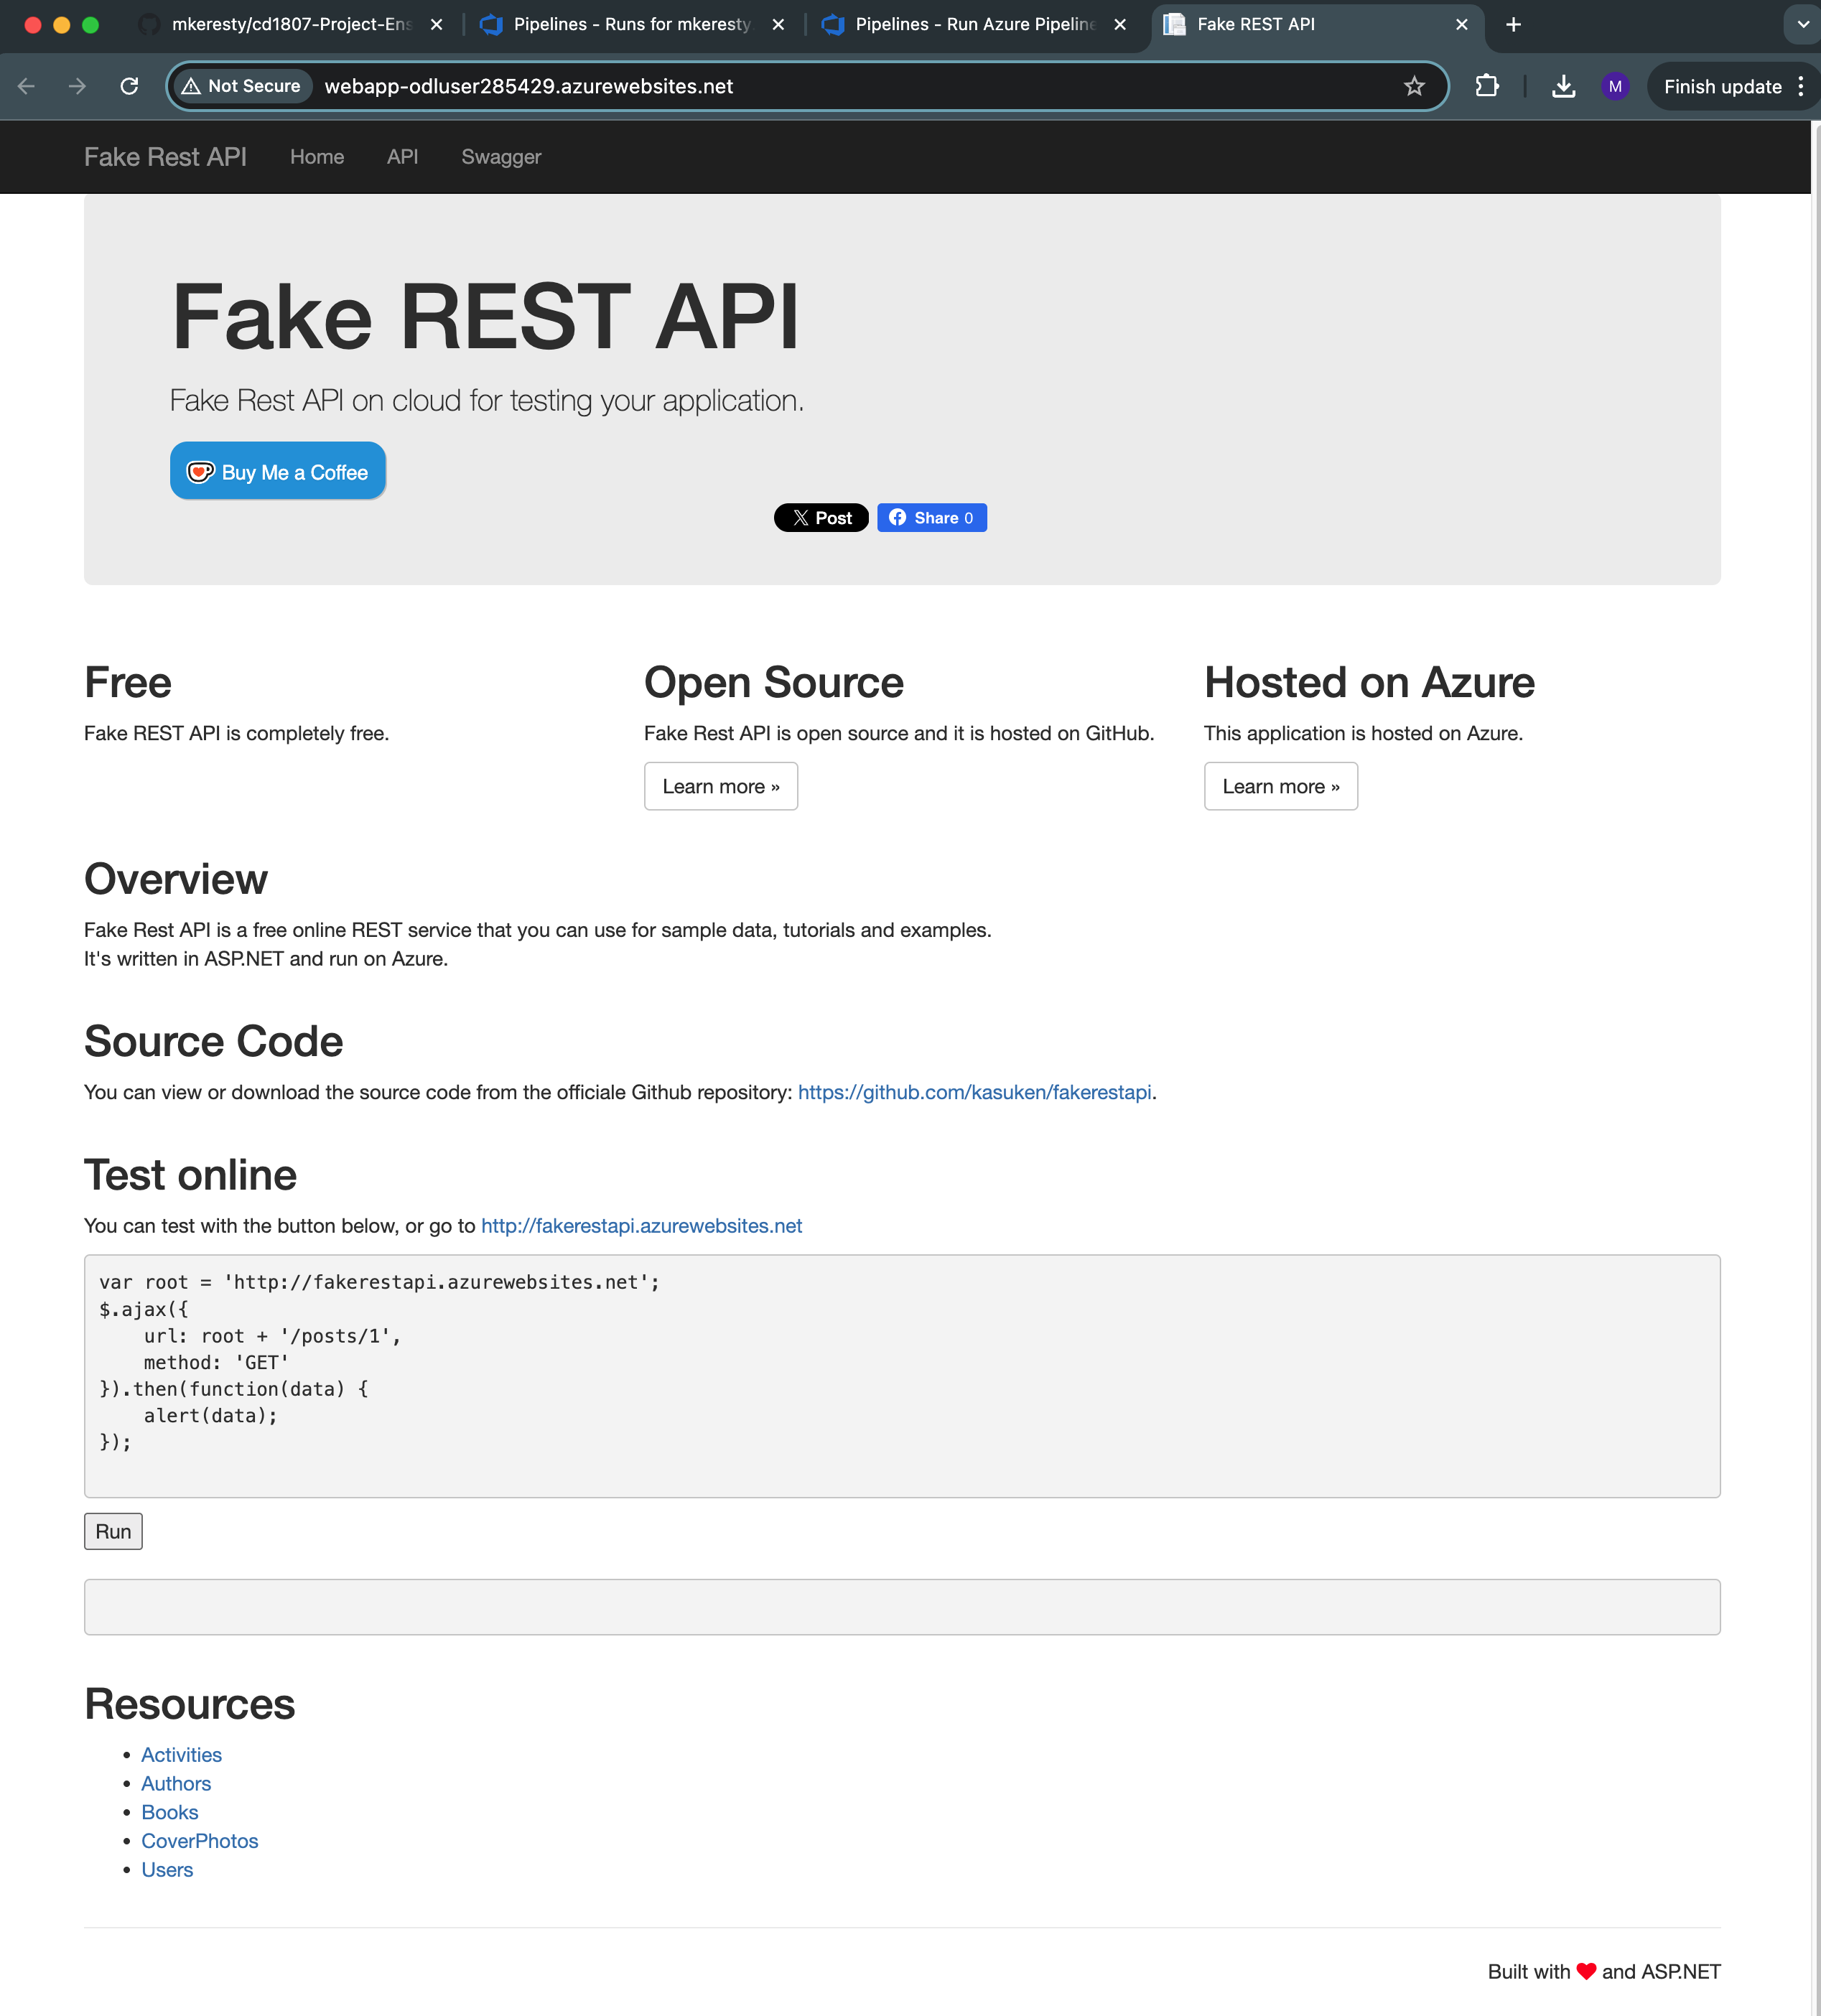 mkeresty/cd1807-Project-Ens
Pipelines - Runs for mkeresty
Pipelines - Run Azure Pipeline
Fake REST API
Not Secure
webapp-odluser285429.azurewebsites.net
M
Finish update
Fake Rest API
Home
API
Swagger
Fake REST API
Fake Rest API on cloud for testing your application.
Buy Me a Coffee
Post
Share 0
Free
Fake REST API is completely free.
Open Source
Fake Rest API is open source and it is hosted on GitHub.
Learn more »
Hosted on Azure
This application is hosted on Azure.
Learn more »
Overview
Fake Rest API is a free online REST service that you can use for sample data, tutorials and examples.
It's written in ASP.NET and run on Azure.
Source Code
You can view or download the source code from the officiale Github repository: https://github.com/kasuken/fakerestapi.
Test online
You can test with the button below, or go to http://fakerestapi.azurewebsites.net
var root = 'http://fakerestapi.azurewebsites.net';
$.ajax({
    url: root + '/posts/1',
    method: 'GET'
}).then(function(data) {
    alert(data);
});
Run
Resources
• Activities
• Authors
• Books
• CoverPhotos
• Users
Built with ❤ and ASP.NET